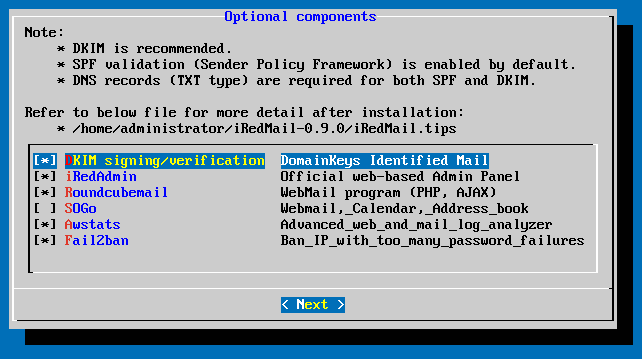 Optional components
Note:
* DKIM is recommended.
* SPF validation (Sender Policy Framework) is enabled by default.
* DNS records (TXT type) are required for both SPF and DKIM.
Refer to below file for more detail after installation:
* /home/administrator/iRedMail-0.9.0/iRedMail.tips
[*] DKIM signing/verification DomainKeys Identified Mail
[*] iRedAdmin Official web-based Admin Panel
[*] Roundcubemail WebMail program (PHP, AJAX)
[ ] SOGo Webmail,_Calendar,_Address_book
[*] Awstats Advanced_web_and_mail_log_analyzer
[*] Fail2ban Ban_IP_with_too_many_password_failures
< Next >